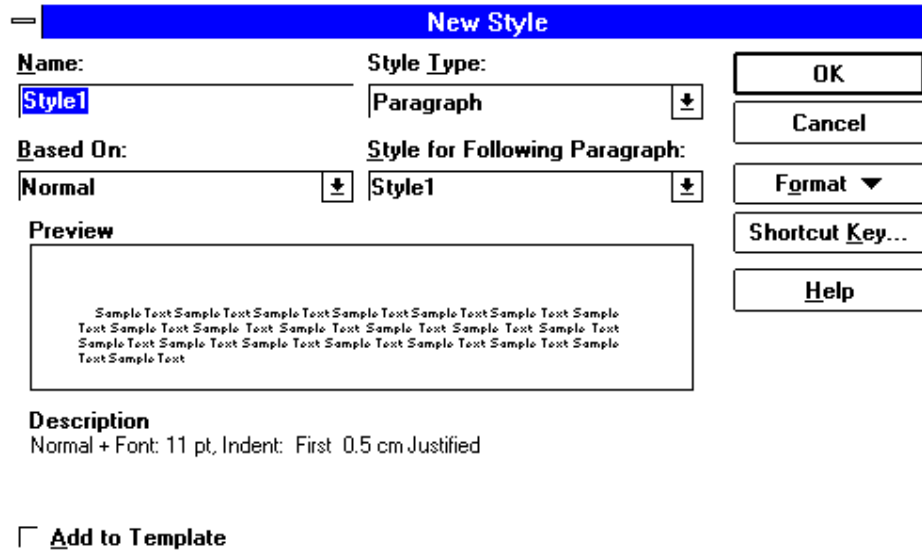 New Style
Name:
Style1
Style Type:
Paragraph
Based On:
Normal
Style for Following Paragraph:
Style1
OK
Cancel
Format
Shortcut Key...
Help
Preview
Sample Text Sample Text Sample Text Sample Text Sample Text Sample Text Sample
Text Sample Text Sample Text Sample Text Sample Text Sample Text Sample Text
Sample Text Sample Text Sample Text Sample Text Sample Text Sample Text Sample
Text Sample Text
Description
Normal + Font: 11 pt, Indent: First 0.5 cm Justified
Add to Template